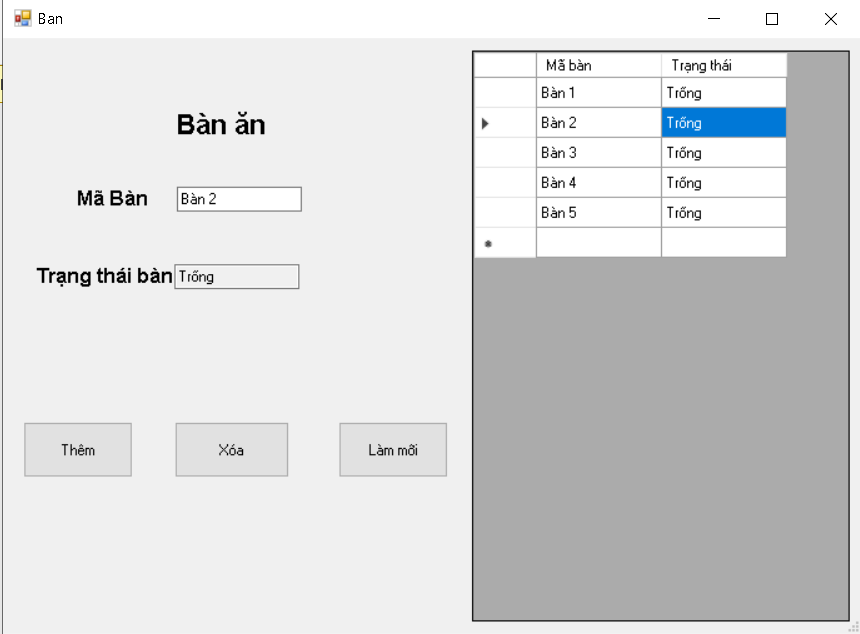 Ban
Bàn ăn
Mã Bàn Bàn 2
Trạng thái bàn Trống
Thêm Xóa Làm mới
Mã bàn Trạng thái
Bàn 1 Trống
Bàn 2 Trống
Bàn 3 Trống
Bàn 4 Trống
Bàn 5 Trống